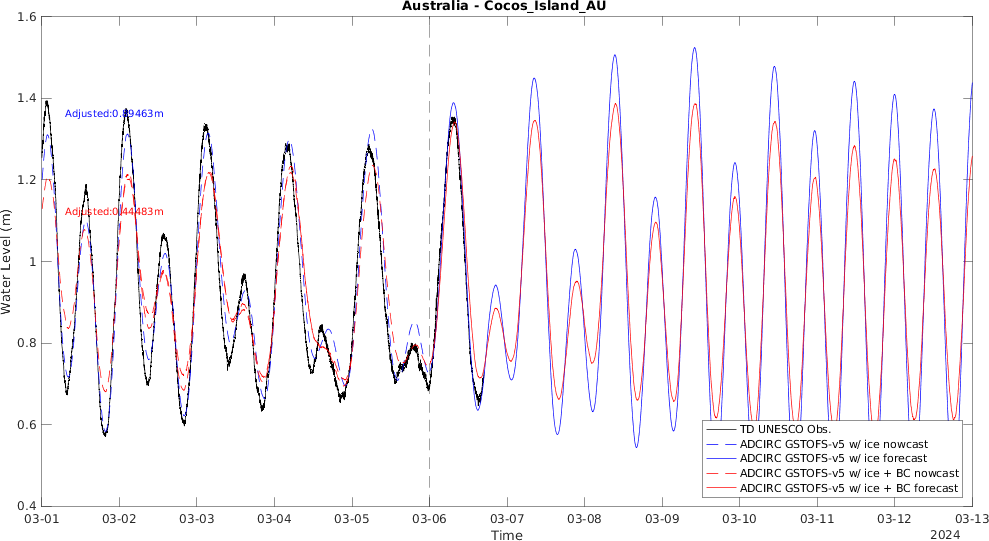 Australia - Cocos_Island_AU
1.6
1.4
1.2
1
0.8
0.6
0.4
Water Level (m)
Adjusted:0.89463m
Adjusted:0.44483m
TD UNESCO Obs.
ADCIRC GSTOFS-v5 w/ ice nowcast
ADCIRC GSTOFS-v5 w/ ice forecast
ADCIRC GSTOFS-v5 w/ ice + BC nowcast
ADCIRC GSTOFS-v5 w/ ice + BC forecast
03-01 03-02 03-03 03-04 03-05 03-06 03-07 03-08 03-09 03-10 03-11 03-12 03-13
Time
2024